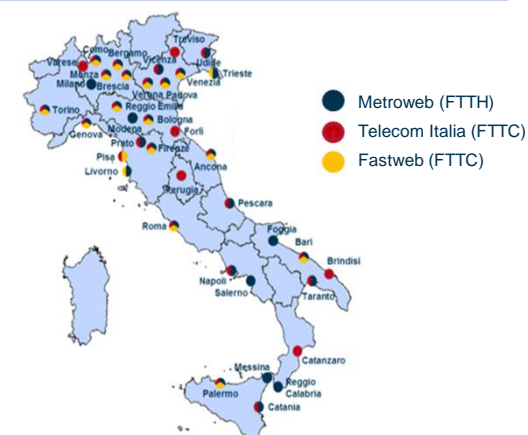 Treviso
Como
Bergamo
Vicenza
Udine
Varese
Trieste
Monza
Venezia
Milano
Brescia
Verona
Padova
Torino
Reggio Emilia
Bologna
Genova
Modena
Forlì
Prato
Firenze
Pisa
Ancona
Livorno
Perugia
Pescara
Roma
Foggia
Bari
Brindisi
Napoli
Salerno
Taranto
Catanzaro
Messina
Reggio
Calabria
Palermo
Catania
Metroweb (FTTH)
Telecom Italia (FTTC)
Fastweb (FTTC)